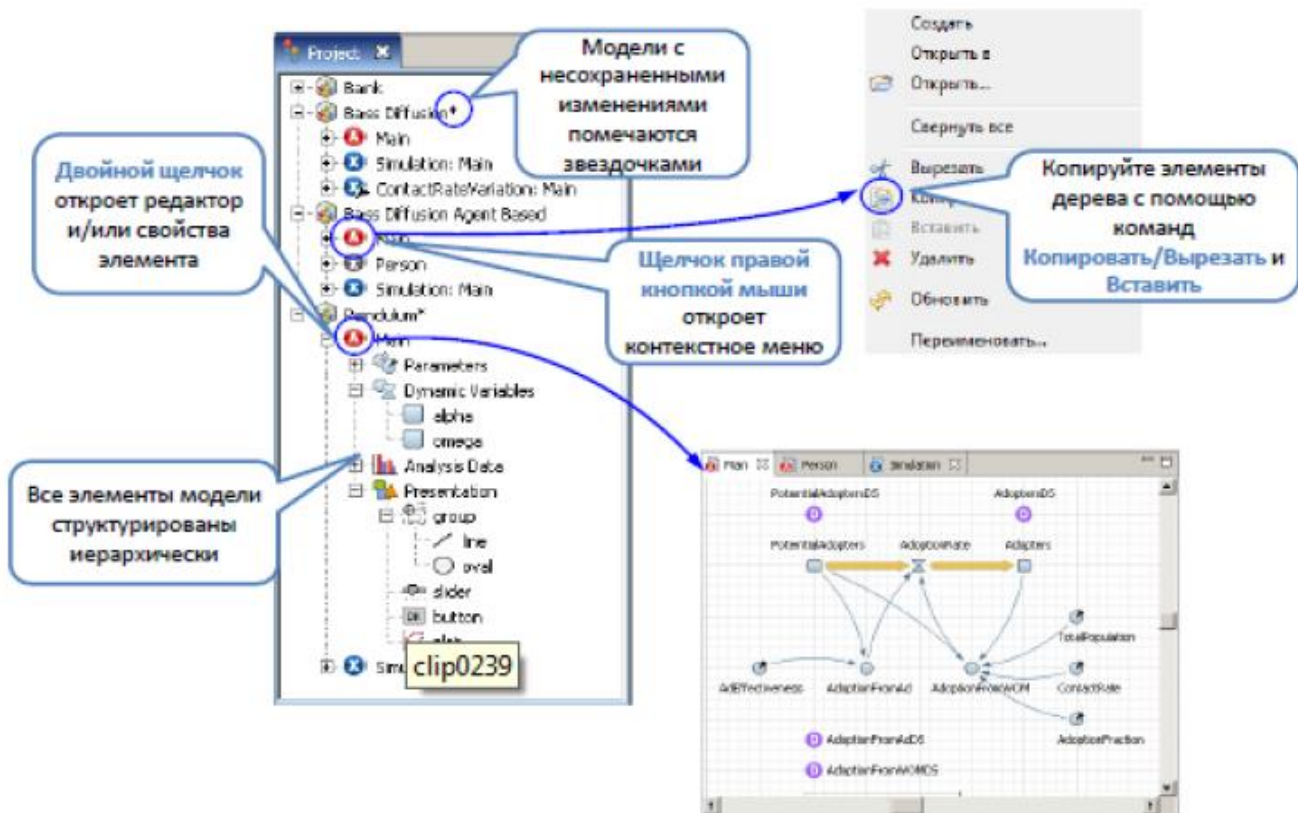 Project
Bank
Bass Diffusion*
Main
Simulation: Main
ContactRateVariation: Main
Bass Diffusion Agent Based
Main
Person
Simulation: Main
Pendulum*
Main
Parameters
Dynamic Variables
alpha
omega
Analysis Data
Presentation
group
line
oval
slider
button
clip0239
Модели с
несохраненными
изменениями
помечаются
звездочками
Двойной щелчок
откроет редактор
и/или свойства
элемента
Щелчок правой
кнопкой мыши
откроет
контекстное меню
Все элементы модели
структурированы
иерархически
Создать
Открыть в
Открыть...
Свернуть все
Вырезать
Вставить
Удалить
Обновить
Переименовать...
Копируйте элементы
дерева с помощью
команд
Копировать/Вырезать и
Вставить
Main Person Simulation
PotentialAdoptersDS AdoptersDS
PotentialAdopters AdoptionRate Adopters
TotalPopulation
AdEffectiveness AdoptionFromAd AdoptionFromWOM ContactRate
AdoptionFraction
AdoptionFromAdDS
AdoptionFromWOMDS